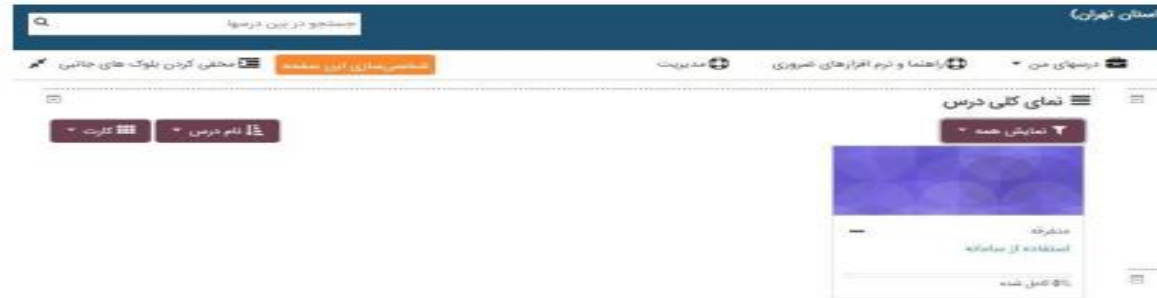 استان تهران)
جستجو در بین درسها
درسهای من
راهنما و نرم افزارهای ضروری
مدیریت
شخصی‌سازی این صفحه
مخفی کردن بلوک های جانبی
نمای کلی درس
نمایش همه
نام درس
کارت
متفرقه
استفاده از سامانه
0% کامل شده